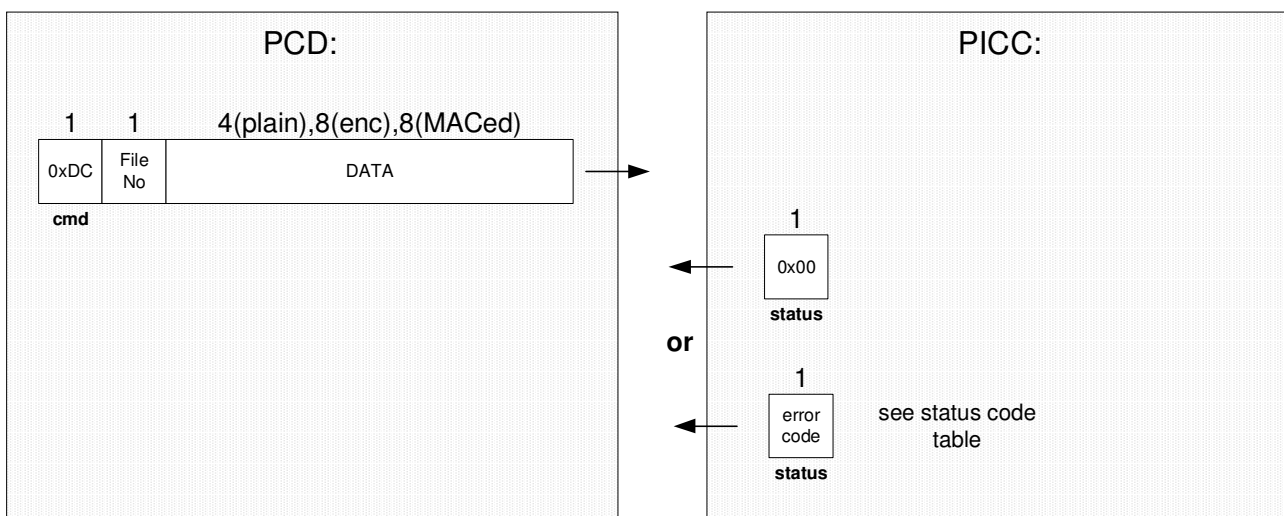 PCD:
PICC:
1
1
4(plain),8(enc),8(MACed)
0xDC
File
No
DATA
cmd
1
0x00
status
or
1
error
code
see status code
table
status